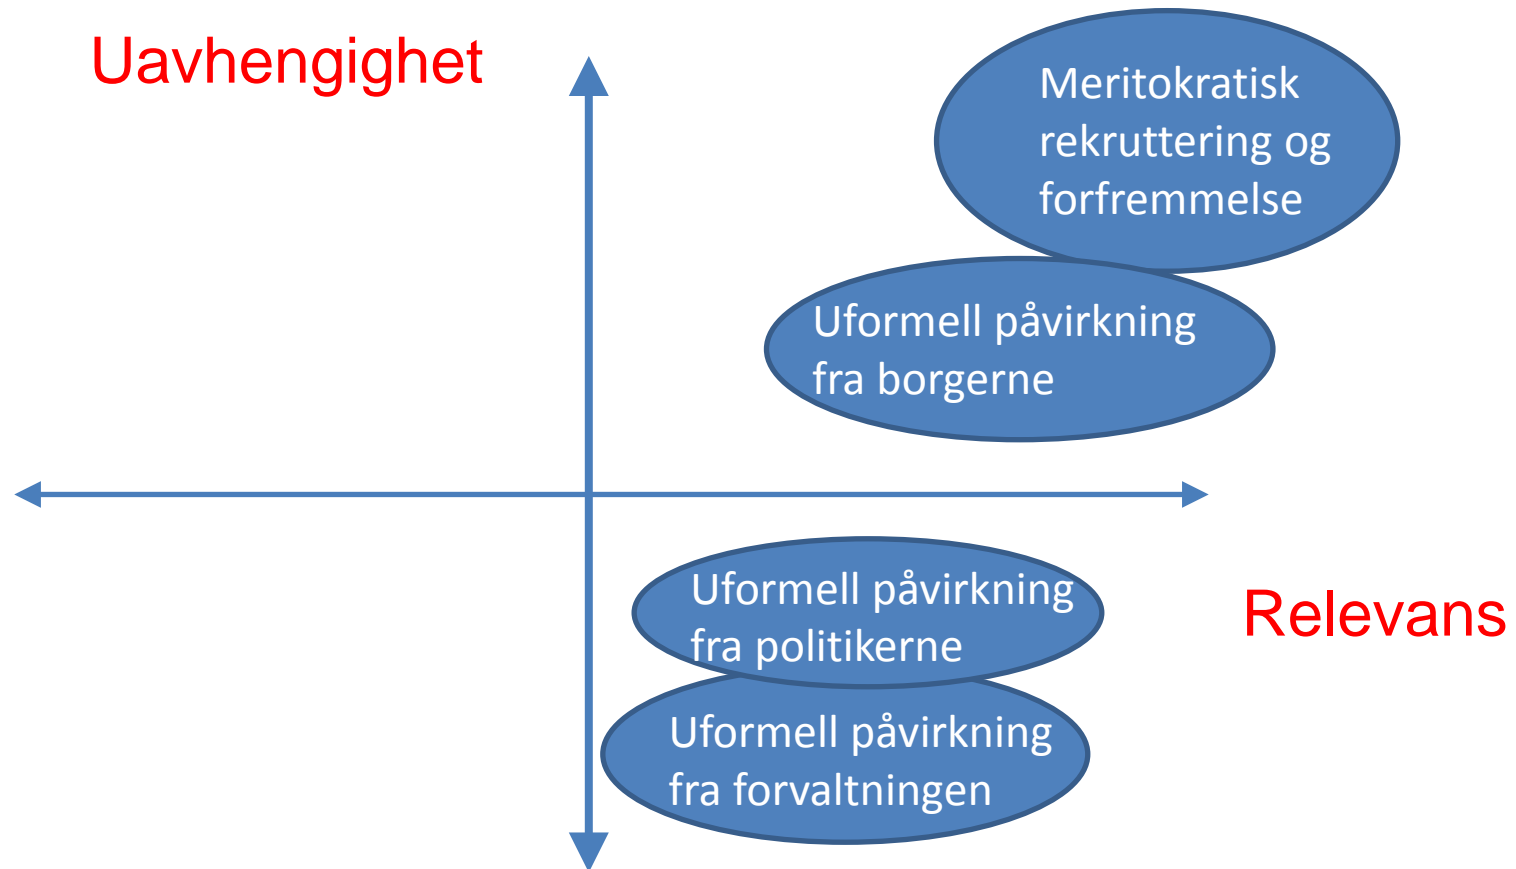 Uavhengighet
Meritokratisk
rekruttering og
forfremmelse
Uformell påvirkning
fra borgerne
Uformell påvirkning
fra politikerne
Relevans
Uformell påvirkning
fra forvaltningen